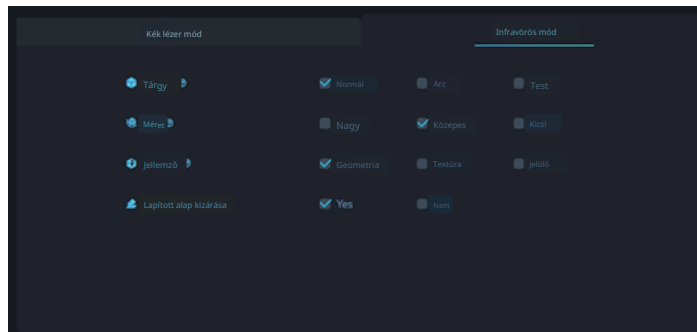 Kék lézer mód Infravörös mód
Tárgy Normál Arc Test
Méret Nagy Közepes Kicsi
Jellemző Geometria Textúra Jelölő
Lapított alap kizárása Yes Nem